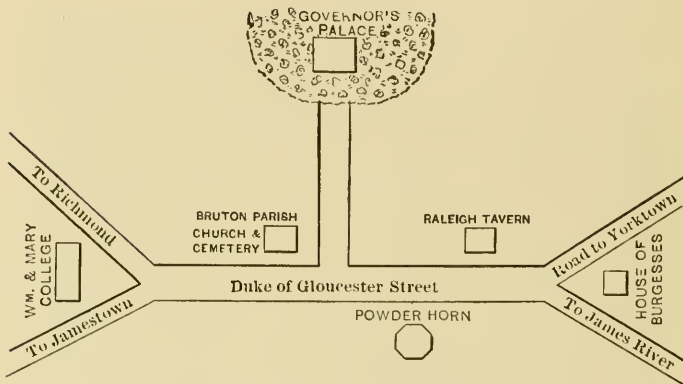 GOVERNOR'S
PALACE
To Richmond
WM. & MARY
COLLEGE
To Jamestown
BRUTON PARISH
CHURCH &
CEMETERY
RALEIGH TAVERN
Duke of Gloucester Street
POWDER HORN
Road to Yorktown
HOUSE OF
BURGESSES
To James River